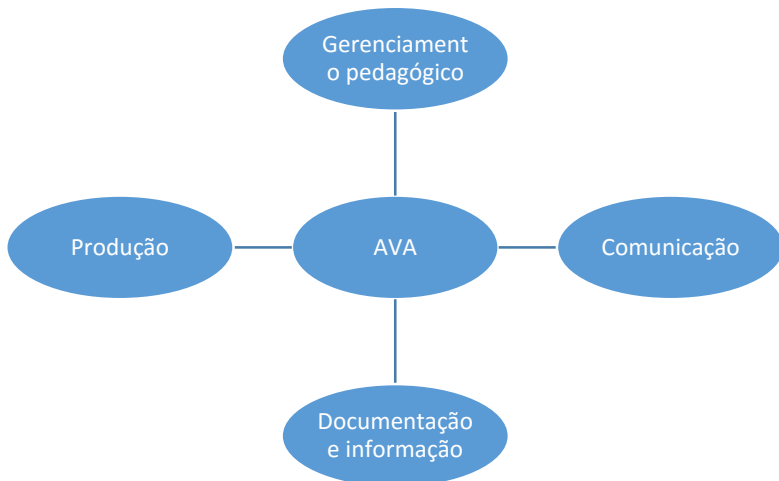 Gerenciament
o pedagógico
Produção
AVA
Comunicação
Documentação
e informação